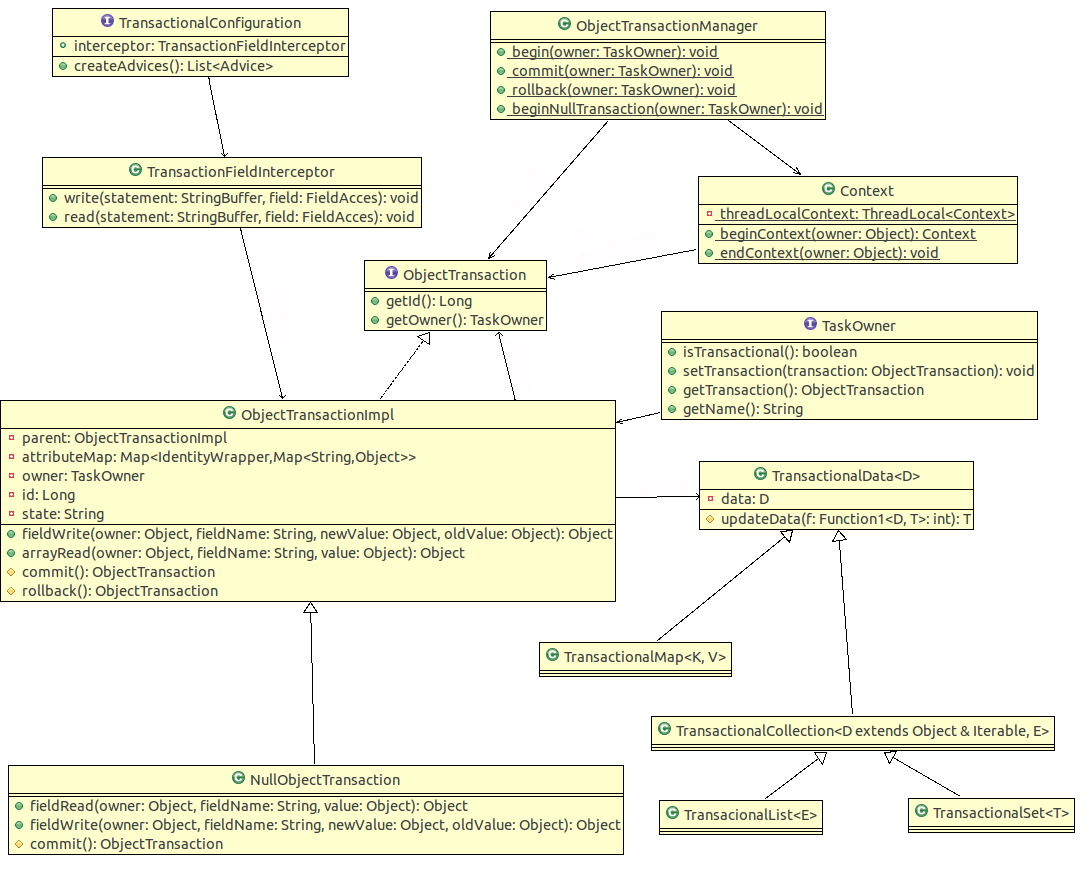 TransactionalConfiguration
interceptor: TransactionFieldInterceptor
createAdvices(): List<Advice>
ObjectTransactionManager
begin(owner: TaskOwner): void
commit(owner: TaskOwner): void
rollback(owner: TaskOwner): void
beginNullTransaction(owner: TaskOwner): void
TransactionFieldInterceptor
write(statement: StringBuffer, field: FieldAcces): void
read(statement: StringBuffer, field: FieldAcces): void
Context
threadLocalContext: ThreadLocal<Context>
beginContext(owner: Object): Context
endContext(owner: Object): void
ObjectTransaction
getId(): Long
getOwner(): TaskOwner
TaskOwner
isTransactional(): boolean
setTransaction(transaction: ObjectTransaction): void
getTransaction(): ObjectTransaction
getName(): String
ObjectTransactionImpl
parent: ObjectTransactionImpl
attributeMap: Map<IdentityWrapper,Map<String,Object>>
owner: TaskOwner
id: Long
state: String
fieldWrite(owner: Object, fieldName: String, newValue: Object, oldValue: Object): Object
arrayRead(owner: Object, fieldName: String, value: Object): Object
commit(): ObjectTransaction
rollback(): ObjectTransaction
TransactionalData<D>
data: D
updateData(f: Function1<D, T>: int): T
TransactionalMap<K, V>
TransactionalCollection<D extends Object & Iterable, E>
NullObjectTransaction
fieldRead(owner: Object, fieldName: String, value: Object): Object
fieldWrite(owner: Object, fieldName: String, newValue: Object, oldValue: Object): Object
commit(): ObjectTransaction
TransacionalList<E>
TransactionalSet<T>